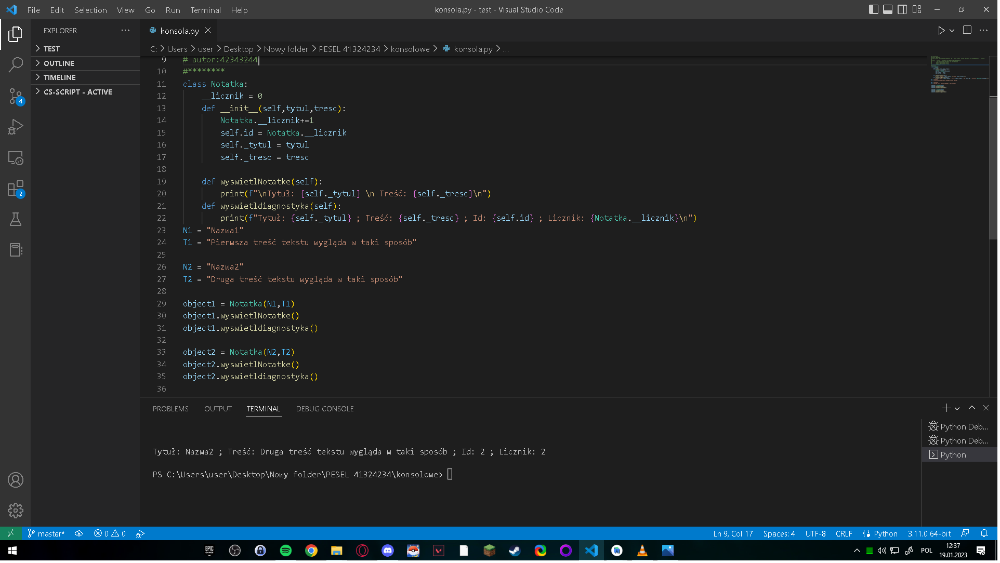 File Edit Selection View Go Run Terminal Help
konsola.py - test - Visual Studio Code
EXPLORER
TEST
OUTLINE
TIMELINE
CS-SCRIPT - ACTIVE
4
2
konsola.py
C: > Users > user > Desktop > Nowy folder > PESEL 41324234 > konsolowe > konsola.py > ...
9 # autor:42343244
10 #********
11 class Notatka:
12 __licznik = 0
13 def __init__(self,tytul,tresc):
14 Notatka.__licznik+=1
15 self.id = Notatka.__licznik
16 self._tytul = tytul
17 self._tresc = tresc
18
19 def wyswietlNotatke(self):
20 print(f"\nTytuł: {self._tytul} \n Treść: {self._tresc}\n")
21 def wyswietldiagnostyka(self):
22 print(f"Tytuł: {self._tytul} ; Treść: {self._tresc} ; Id: {self.id} ; Licznik: {Notatka.__licznik}\n")
23 N1 = "Nazwa1"
24 T1 = "Pierwsza treść tekstu wygląda w taki sposób"
25
26 N2 = "Nazwa2"
27 T2 = "Druga treść tekstu wygląda w taki sposób"
28
29 object1 = Notatka(N1,T1)
30 object1.wyswietlNotatke()
31 object1.wyswietldiagnostyka()
32
33 object2 = Notatka(N2,T2)
34 object2.wyswietlNotatke()
35 object2.wyswietldiagnostyka()
36
PROBLEMS OUTPUT TERMINAL DEBUG CONSOLE
Tytuł: Nazwa2 ; Treść: Druga treść tekstu wygląda w taki sposób ; Id: 2 ; Licznik: 2
PS C:\Users\user\Desktop\Nowy folder\PESEL 41324234\konsolowe>
Python Deb...
Python Deb...
Python
master* 0 0
Ln 9, Col 17 Spaces: 4 UTF-8 CRLF Python 3.11.0 64-bit
EPIC GAMES
POL
12:37
19.01.2023